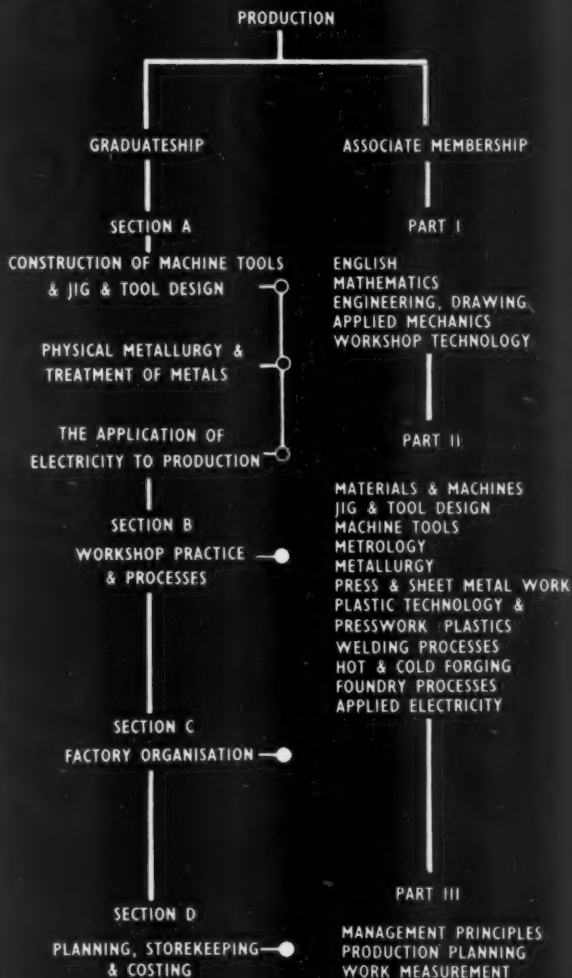 PRODUCTION
GRADUATESHIP
SECTION A
CONSTRUCTION OF MACHINE TOOLS
& JIG & TOOL DESIGN
PHYSICAL METALLURGY &
TREATMENT OF METALS
THE APPLICATION OF
ELECTRICITY TO PRODUCTION
SECTION B
WORKSHOP PRACTICE
& PROCESSES
SECTION C
FACTORY ORGANISATION
SECTION D
PLANNING, STOREKEEPING
& COSTING
ASSOCIATE MEMBERSHIP
PART I
ENGLISH
MATHEMATICS
ENGINEERING, DRAWING
APPLIED MECHANICS
WORKSHOP TECHNOLOGY
PART II
MATERIALS & MACHINES
JIG & TOOL DESIGN
MACHINE TOOLS
METROLOGY
METALLURGY
PRESS & SHEET METAL WORK
PLASTIC TECHNOLOGY &
PRESSWORK PLASTICS
WELDING PROCESSES
HOT & COLD FORGING
FOUNDRY PROCESSES
APPLIED ELECTRICITY
PART III
MANAGEMENT PRINCIPLES
PRODUCTION PLANNING
WORK MEASUREMENT